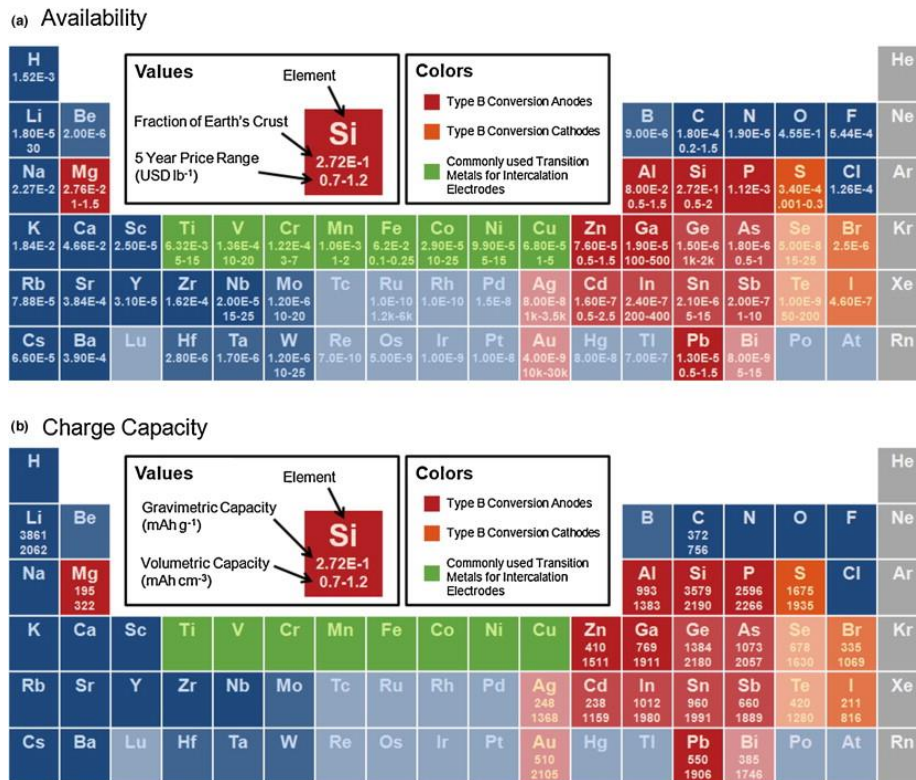 (a) Availability
H
1.52E-3
He
Values
Element
Fraction of Earth's Crust
5 Year Price Range
(USD lb-1)
Si
2.72E-1
0.7-1.2
Colors
Type B Conversion Anodes
Type B Conversion Cathodes
Commonly used Transition
Metals for Intercalation
Electrodes
Li Be B C N O F Ne
1.80E-5 2.00E-6 9.00E-6 1.80E-4 1.90E-5 4.55E-1 5.44E-4
30 0.2-1.5
Na Mg Al Si P S Cl Ar
2.27E-2 2.76E-2 8.00E-2 2.72E-1 1.12E-3 3.40E-4 1.26E-4
1-1.5 0.5-1.5 0.5-2 .001-0.3
K Ca Sc Ti V Cr Mn Fe Co Ni Cu Zn Ga Ge As Se Br Kr
1.84E-2 4.66E-2 2.50E-5 6.32E-3 1.36E-4 1.22E-4 1.06E-3 6.2E-2 2.90E-5 9.90E-5 6.80E-5 7.60E-5 1.90E-5 1.50E-6 1.80E-6 5.00E-8 2.5E-6
5-15 10-20 3-7 1-2 0.1-0.25 10-25 5-15 1-5 0.5-1.5 100-500 1k-2k 0.5-1 15-25
Rb Sr Y Zr Nb Mo Tc Ru Rh Pd Ag Cd In Sn Sb Te I Xe
7.88E-5 3.84E-4 3.10E-5 1.62E-4 2.00E-5 1.20E-6 1.0E-10 1.0E-10 1.5E-8 8.00E-8 1.60E-7 2.40E-7 2.10E-6 2.00E-7 1.00E-9 4.60E-7
15-25 10-20 1.2k-6k 1k-3.5k 0.5-2.5 200-400 5-15 1-10 50-200
Cs Ba Lu Hf Ta W Re Os Ir Pt Au Hg Tl Pb Bi Po At Rn
6.60E-5 3.90E-4 2.80E-6 1.70E-6 1.20E-6 7.0E-10 5.00E-9 1.00E-9 1.00E-8 4.00E-9 8.00E-8 7.00E-7 1.30E-5 8.00E-9
10-25 10k-30k 0.5-1.5 5-15
(b) Charge Capacity
H
He
Values
Element
Gravimetric Capacity
(mAh g-1)
Volumetric Capacity
(mAh cm-3)
Si
2.72E-1
0.7-1.2
Colors
Type B Conversion Anodes
Type B Conversion Cathodes
Commonly used Transition
Metals for Intercalation
Electrodes
Li Be B C N O F Ne
3861 372
2062 756
Na Mg Al Si P S Cl Ar
195 993 3579 2596 1675
322 1383 2190 2266 1935
K Ca Sc Ti V Cr Mn Fe Co Ni Cu Zn Ga Ge As Se Br Kr
410 769 1384 1073 678 335
1511 1911 2180 2057 1630 1069
Rb Sr Y Zr Nb Mo Tc Ru Rh Pd Ag Cd In Sn Sb Te I Xe
248 238 1012 960 660 420 211
1368 1159 1980 1991 1889 1280 816
Cs Ba Lu Hf Ta W Re Os Ir Pt Au Hg Tl Pb Bi Po At Rn
510 550 385
2105 1906 1746